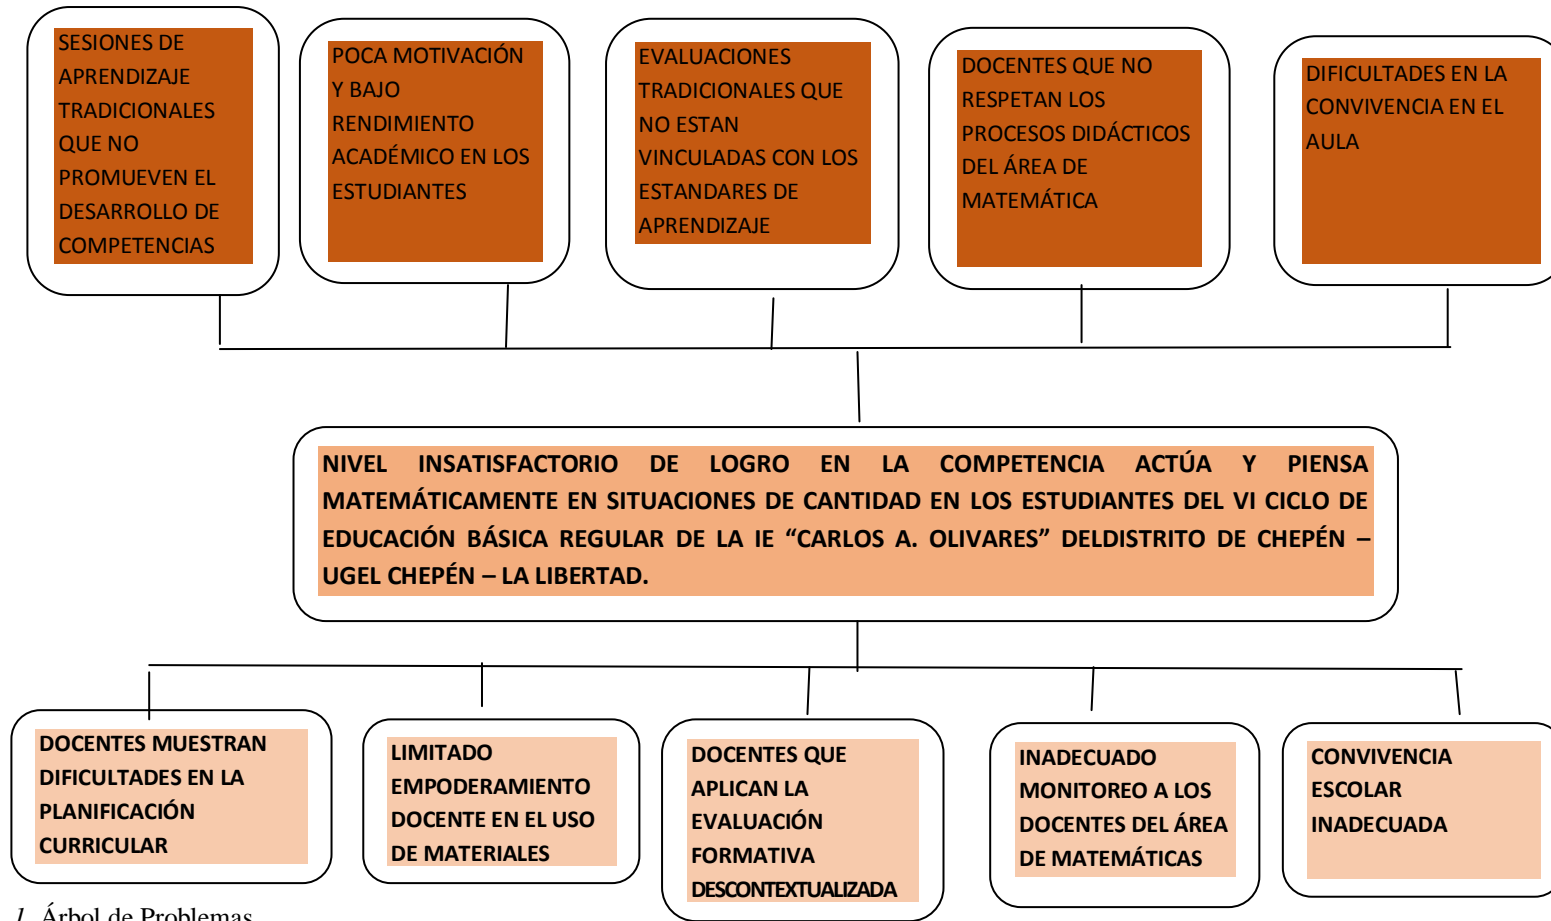 SESIONES DE
APRENDIZAJE
TRADICIONALES
QUE NO
PROMUEVEN EL
DESARROLLO DE
COMPETENCIAS
POCA MOTIVACIÓN
Y BAJO
RENDIMIENTO
ACADÉMICO EN LOS
ESTUDIANTES
EVALUACIONES
TRADICIONALES QUE
NO ESTAN
VINCULADAS CON LOS
ESTANDARES DE
APRENDIZAJE
DOCENTES QUE NO
RESPETAN LOS
PROCESOS DIDÁCTICOS
DEL ÁREA DE
MATEMÁTICA
DIFICULTADES EN LA
CONVIVENCIA EN EL
AULA
NIVEL INSATISFACTORIO DE LOGRO EN LA COMPETENCIA ACTÚA Y PIENSA
MATEMÁTICAMENTE EN SITUACIONES DE CANTIDAD EN LOS ESTUDIANTES DEL VI CICLO DE
EDUCACIÓN BÁSICA REGULAR DE LA IE “CARLOS A. OLIVARES” DELDISTRITO DE CHEPÉN –
UGEL CHEPÉN – LA LIBERTAD.
DOCENTES MUESTRAN
DIFICULTADES EN LA
PLANIFICACIÓN
CURRICULAR
LIMITADO
EMPODERAMIENTO
DOCENTE EN EL USO
DE MATERIALES
DOCENTES QUE
APLICAN LA
EVALUACIÓN
FORMATIVA
DESCONTEXTUALIZADA
INADECUADO
MONITOREO A LOS
DOCENTES DEL ÁREA
DE MATEMÁTICAS
CONVIVENCIA
ESCOLAR
INADECUADA
1. Árbol de Problemas